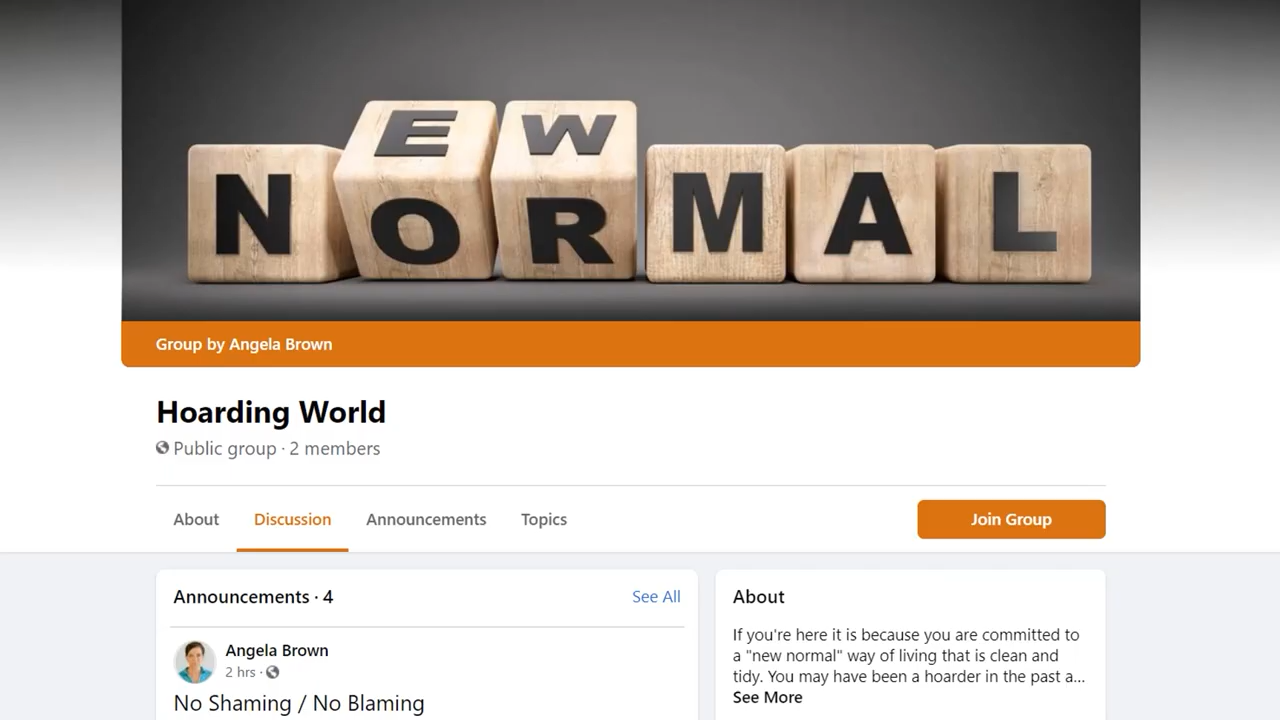 EW
NORMAL
Group by Angela Brown
Hoarding World
Public group · 2 members
About Discussion Announcements Topics Join Group
Announcements · 4 See All
Angela Brown
2 hrs ·
No Shaming / No Blaming
About
If you're here it is because you are committed to
a "new normal" way of living that is clean and
tidy. You may have been a hoarder in the past a...
See More